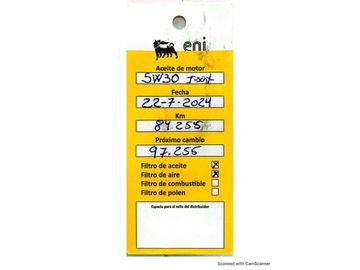 eni
Aceite de motor
5W30 I-Sint
Fecha
22-7-2024
Km
84.255
Próximo cambio
97.255
Filtro de aceite
Filtro de aire
Filtro de combustible
Filtro de polen
Espacio para el sello del distribuidor
Scanned with CamScanner